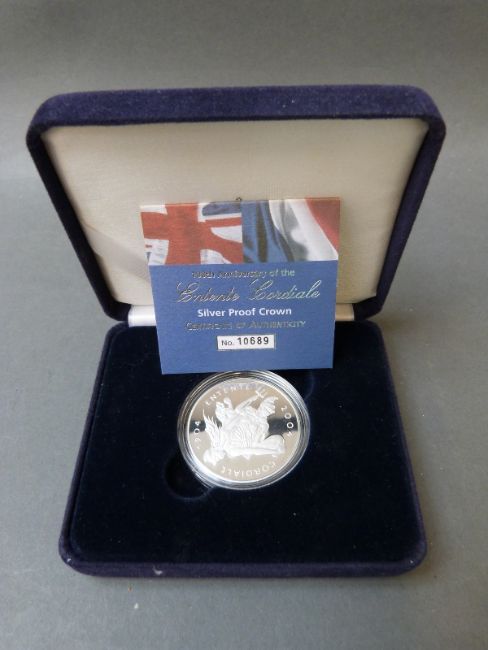 100th Anniversary of the
Entente Cordiale
Silver Proof Crown
Certificate of Authenticity
No. 10689
1904 ENTENTE 2004
CORDIALE